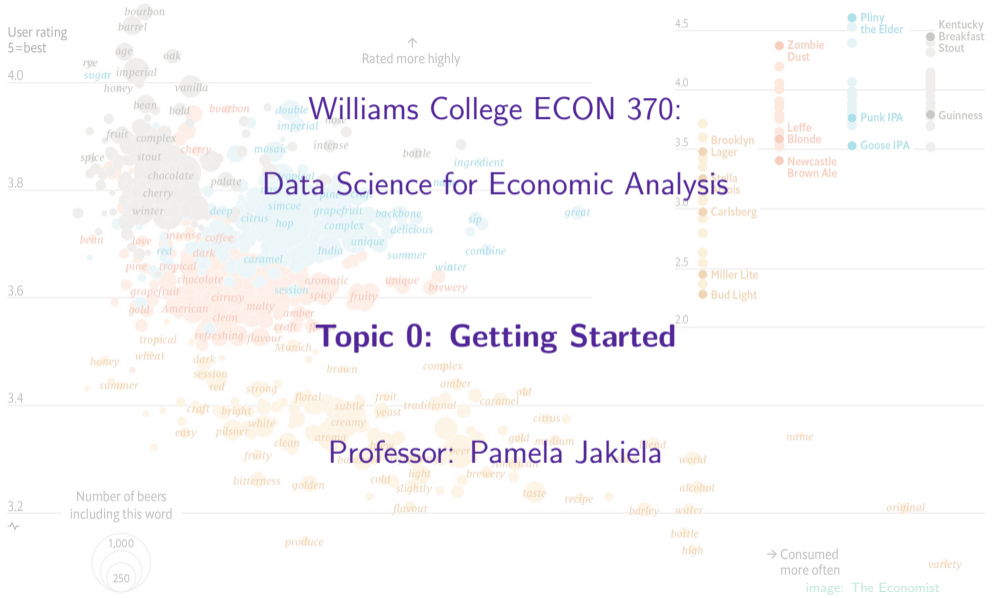 bourbon
barrel
User rating
5=best
age
oak
rye
sugar
imperial
4.0
honey
vanilla
↑
Rated more highly
4.5
Pliny
the Elder
Kentucky
Breakfast
Stout
Zombie
Dust
4.0
bean
bold
bourbon
double
imperial
Williams College ECON 370:
Punk IPA
Guinness
fruit
complex
cherry
mosaic
intense
battle
ingredient
Brooklyn
Lager
3.5
Leffe
Blonde
Goose IPA
Newcastle
Brown Ale
spice
stout
chocolate
palate
cherry
3.8
Data Science for Economic Analysis
winter
deep
citrus
simcoe
hop
grapefruit
complex
backbone
delicious
sip
great
3.0
Carlsberg
bean
love
intense
coffee
red
dark
unique
India
summer
combine
caramel
winter
pine
tropical
chocolate
session
aromatic
unique
brewery
2.5
Miller Lite
Bud Light
3.6
grapefruit
citrusy
spicy
fruity
gold
American
malty
clean
amber
craft
2.0
tropical
refreshing
flavour
Munich
Topic 0: Getting Started
honey
wheat
dark
session
brown
complex
summer
red
strong
amber
old
3.4
craft
bright
floral
subtle
fruit
yeast
traditional
caramel
easy
pilsner
white
creamy
citrus
clean
aroma
gold
medium
name
fruity
Professor: Pamela Jakiela
world
bitterness
golden
cold
light
slightly
brewery
American
taste
recipe
alcohol
Number of beers
including this word
3.2
flavour
barley
water
original
1,000
250
produce
bottle
high
→ Consumed
more often
variety
image: The Economist